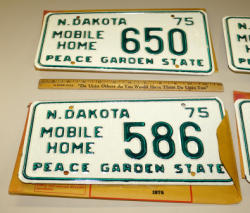 N. DAKOTA 75
MOBILE HOME 650
PEACE GARDEN STATE
"Do Unto Others As You Would Have Them Do Unto You"
N. DAKOTA 75
MOBILE HOME 586
PEACE GARDEN STATE
1975